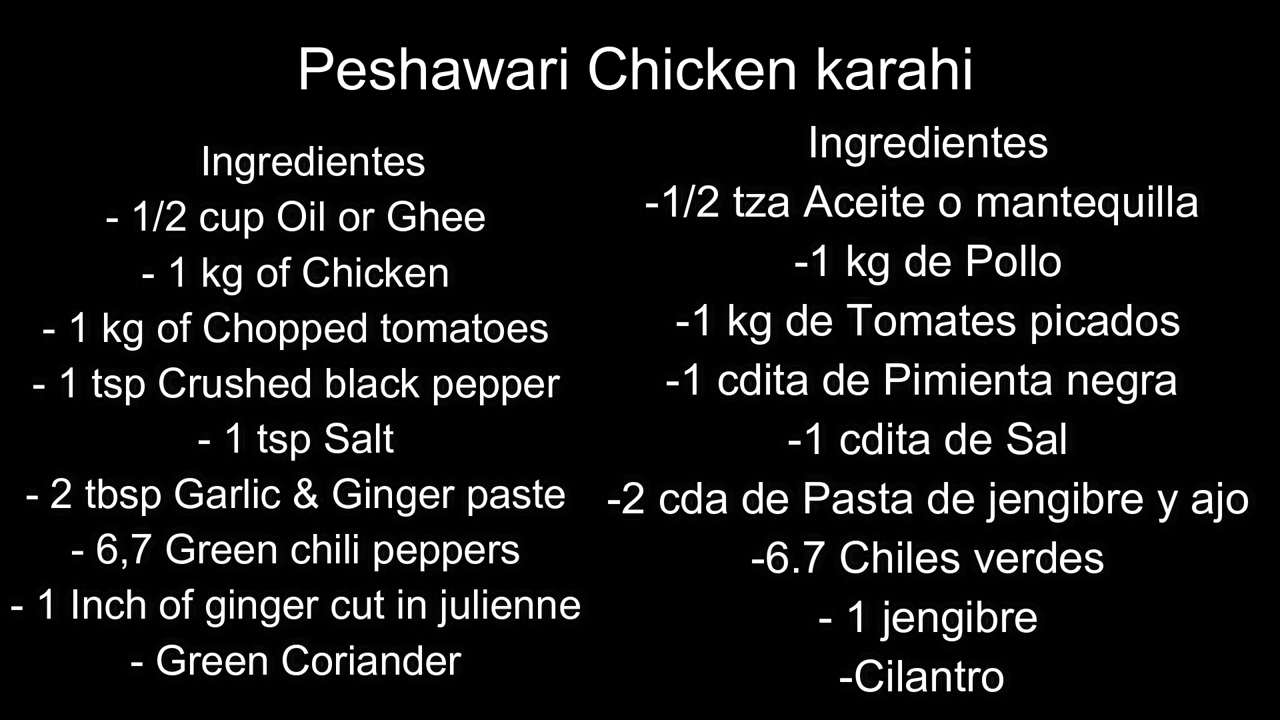 Peshawari Chicken karahi
Ingredientes
- 1/2 cup Oil or Ghee
- 1 kg of Chicken
- 1 kg of Chopped tomatoes
- 1 tsp Crushed black pepper
- 1 tsp Salt
- 2 tbsp Garlic & Ginger paste
- 6,7 Green chili peppers
- 1 Inch of ginger cut in julienne
- Green Coriander
Ingredientes
-1/2 tza Aceite o mantequilla
-1 kg de Pollo
-1 kg de Tomates picados
-1 cdita de Pimienta negra
-1 cdita de Sal
-2 cda de Pasta de jengibre y ajo
-6.7 Chiles verdes
- 1 jengibre
-Cilantro